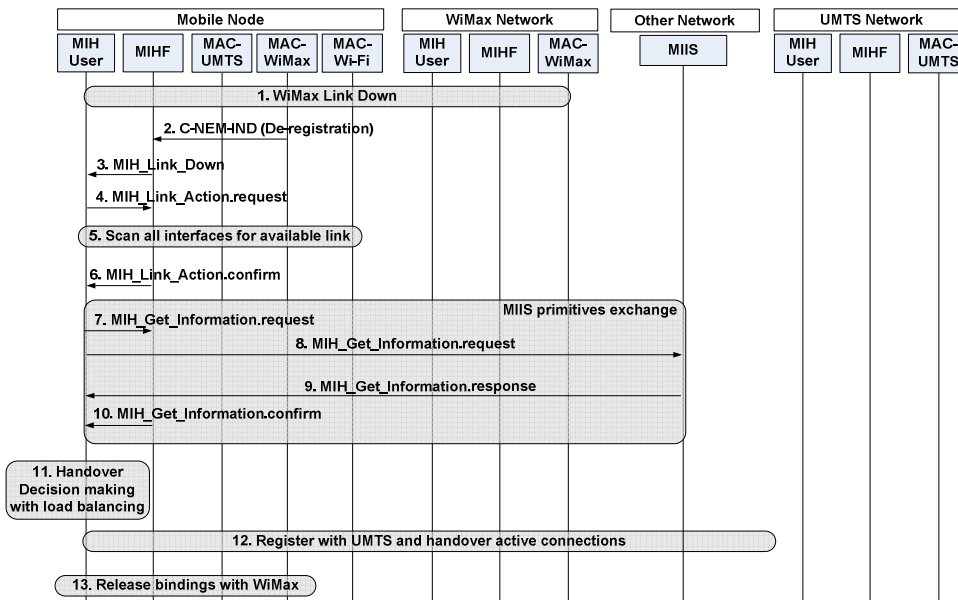 Mobile Node
WiMax Network
Other Network
UMTS Network
MIH
User
MIHF
MAC-
UMTS
MAC-
WiMax
MAC-
Wi-Fi
MIH
User
MIHF
MAC-
WiMax
MIIS
MIH
User
MIHF
MAC-
UMTS
1. WiMax Link Down
2. C-NEM-IND (De-registration)
3. MIH_Link_Down
4. MIH_Link_Action.request
5. Scan all interfaces for available link
6. MIH_Link_Action.confirm
MIIS primitives exchange
7. MIH_Get_Information.request
8. MIH_Get_Information.request
9. MIH_Get_Information.response
10. MIH_Get_Information.confirm
11. Handover
Decision making
with load balancing
12. Register with UMTS and handover active connections
13. Release bindings with WiMax